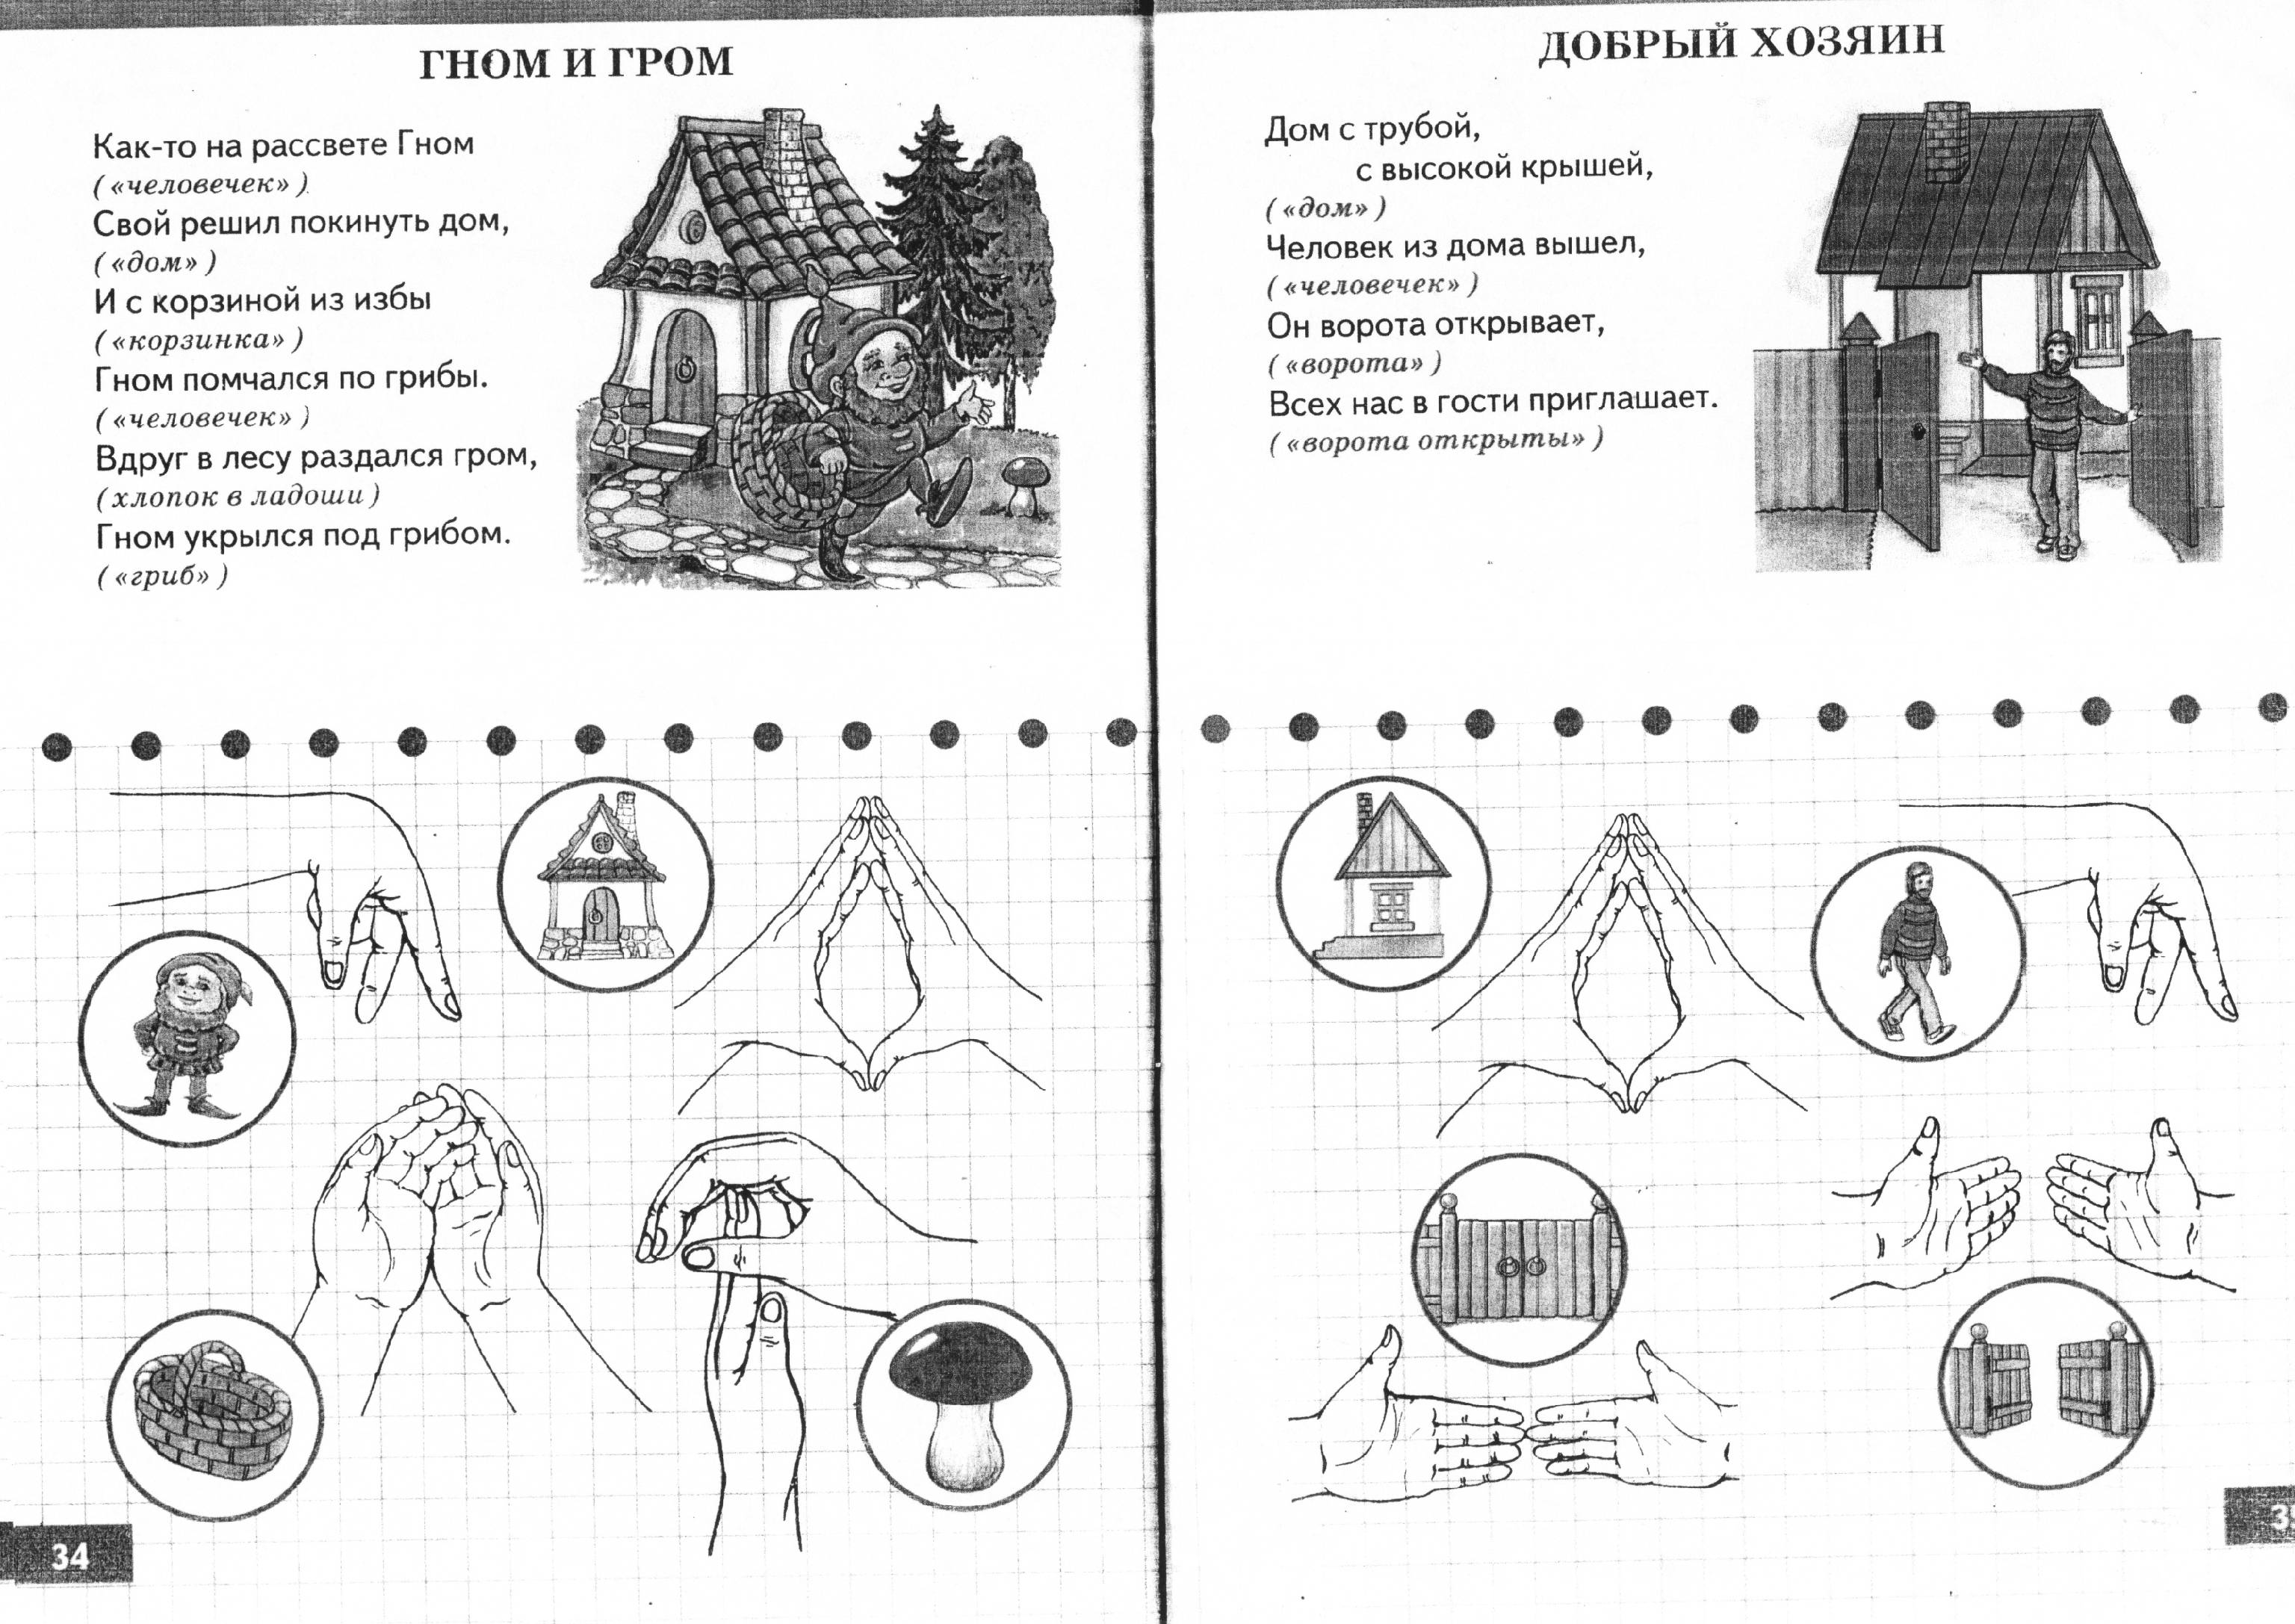 ГНОМ И ГРОМ
Как-то на рассвете Гном
(«человечек»)
Свой решил покинуть дом,
(«дом»)
И с корзиной из избы
(«корзинка»)
Гном помчался по грибы.
(«человечек»)
Вдруг в лесу раздался гром,
(хлопок в ладоши)
Гном укрылся под грибом.
(«гриб»)
34
ДОБРЫЙ ХОЗЯИН
Дом с трубой,
с высокой крышей,
(«дом»)
Человек из дома вышел,
(«человечек»)
Он ворота открывает,
(«ворота»)
Всех нас в гости приглашает.
(«ворота открыты»)